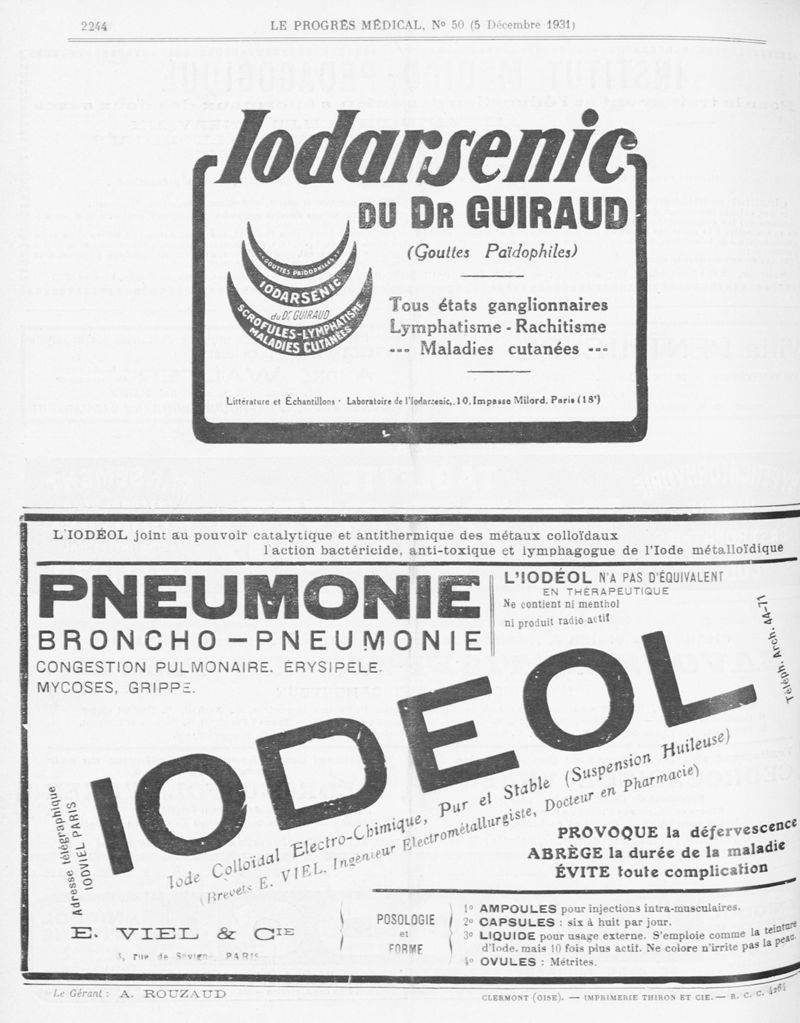 2244
LE PROGRÈS MÉDICAL, No 50 (5 Décembre 1931)
Iodarsenic
DU DR GUIRAUD
(Gouttes Païdophiles)
GOUTTES PAÏDOPHILES
IODARSENIC
du Dr. GUIRAUD
SCROFULES-LYMPHATISME
MALADIES CUTANÉES
Tous états ganglionnaires
Lymphatisme - Rachitisme
--- Maladies cutanées ---
Littérature et Échantillons · Laboratoire de l'Iodarsenic, 10, Impasse Milord, Paris (18e)
L'IODÉOL joint au pouvoir catalytique et antithermique des métaux colloïdaux
l'action bactéricide, anti-toxique et lymphagogue de l'Iode métalloïdique
PNEUMONIE
BRONCHO-PNEUMONIE
CONGESTION PULMONAIRE. ÉRYSIPELE.
MYCOSES, GRIPPE.
L'IODÉOL N'A PAS D'ÉQUIVALENT
EN THÉRAPEUTIQUE
Ne contient ni menthol
ni produit radio-actif
Téléph. Arch. 44-71
IODEOL
Iode Colloïdal Electro-Chimique, Pur et Stable (Suspension Huileuse)
(Brevets E. VIEL, Ingénieur Electrométallurgiste, Docteur en Pharmacie)
Adresse télégraphique
IODVIEL PARIS
PROVOQUE la défervescence
ABRÈGE la durée de la maladie
ÉVITE toute complication
E. VIEL & CIE
3, rue de Sévigné, PARIS
POSOLOGIE
et
FORME
1o AMPOULES pour injections intra-musculaires.
2o CAPSULES : six à huit par jour.
3o LIQUIDE pour usage externe. S'emploie comme la teinture
d'Iode. mais 10 fois plus actif. Ne colore n'irrite pas la peau.
4o OVULES : Métrites.
Le Gérant : A. ROUZAUD
CLERMONT (OISE). — IMPRIMERIE THIRON ET CIE. — R. C. C. 4264